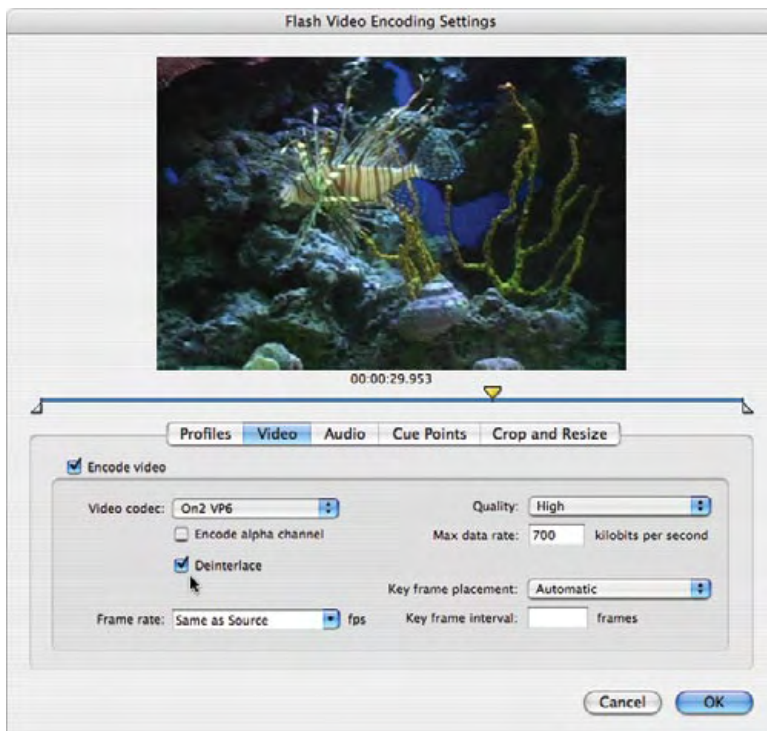 Flash Video Encoding Settings
00:00:29.953
Profiles Video Audio Cue Points Crop and Resize
Encode video
Video codec: On2 VP6 Quality: High
Encode alpha channel Max data rate: 700 kilobits per second
Deinterlace
Key frame placement: Automatic
Frame rate: Same as Source fps Key frame interval: frames
Cancel OK